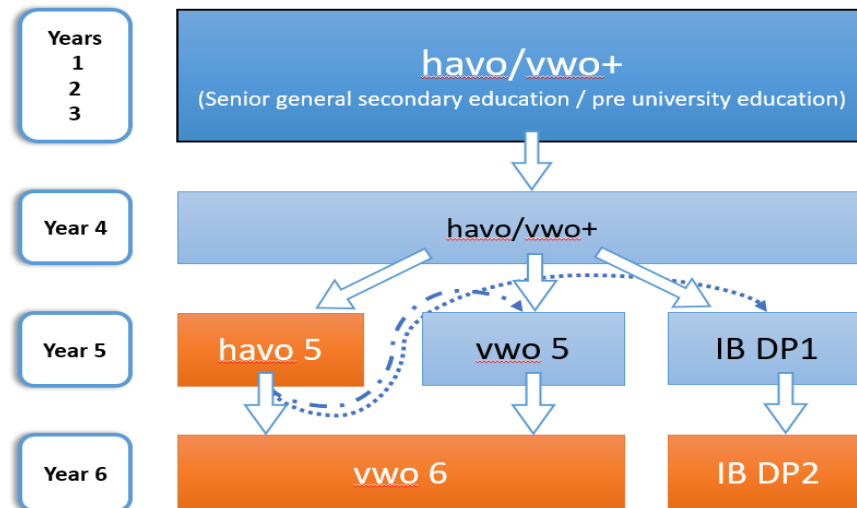 Years
1
2
3
havo/vwo+
(Senior general secondary education / pre university education)
Year 4
havo/vwo+
Year 5
havo 5
vwo 5
IB DP1
Year 6
vwo 6
IB DP2